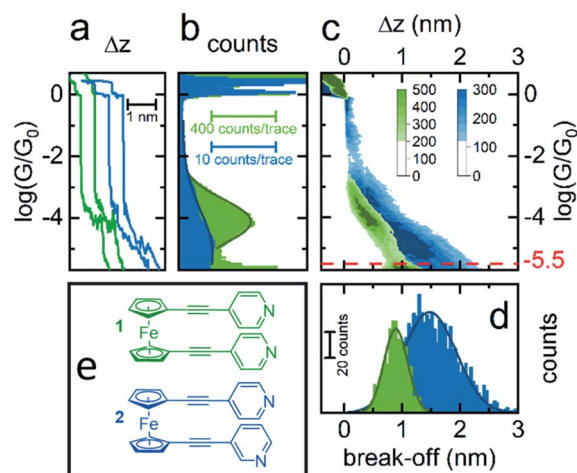 a Δz
b counts
c Δz (nm)
0 1 2 3
log(G/G₀)
0
-2
-4
1 nm
400 counts/trace
10 counts/trace
500
400
300
200
100
0
300
200
100
0
0
-2
-4
-5.5
log(G/G₀)
e
1
Fe
N
N
2
Fe
N
N
d
20 counts
counts
0 1 2 3
break-off (nm)